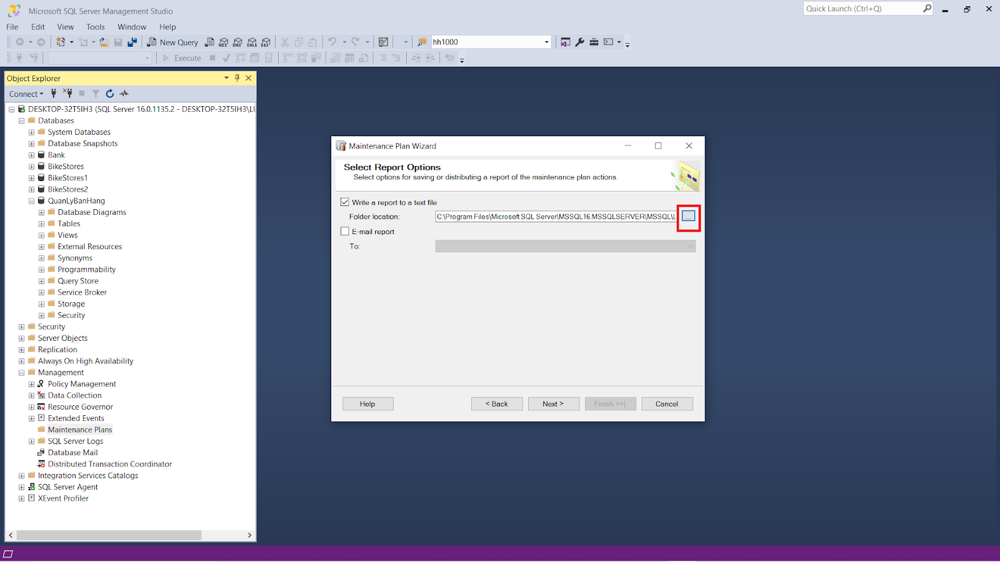 Microsoft SQL Server Management Studio
Quick Launch (Ctrl+Q)
File Edit View Tools Window Help
New Query MDX DMX XMLA DAX hh1000
Execute
Object Explorer
Connect
DESKTOP-32T5IH3 (SQL Server 16.0.1135.2 - DESKTOP-32T5IH3\LU
Databases
System Databases
Database Snapshots
Bank
BikeStores
BikeStores1
BikeStores2
QuanLyBanHang
Database Diagrams
Tables
Views
External Resources
Synonyms
Programmability
Query Store
Service Broker
Storage
Security
Security
Server Objects
Replication
Always On High Availability
Management
Policy Management
Data Collection
Resource Governor
Extended Events
Maintenance Plans
SQL Server Logs
Database Mail
Distributed Transaction Coordinator
Integration Services Catalogs
SQL Server Agent
XEvent Profiler
Maintenance Plan Wizard
Select Report Options
Select options for saving or distributing a report of the maintenance plan actions.
Write a report to a text file
Folder location: C:\Program Files\Microsoft SQL Server\MSSQL16.MSSQLSERVER\MSSQL\L ...
E-mail report
To:
Help < Back Next > Finish >>| Cancel